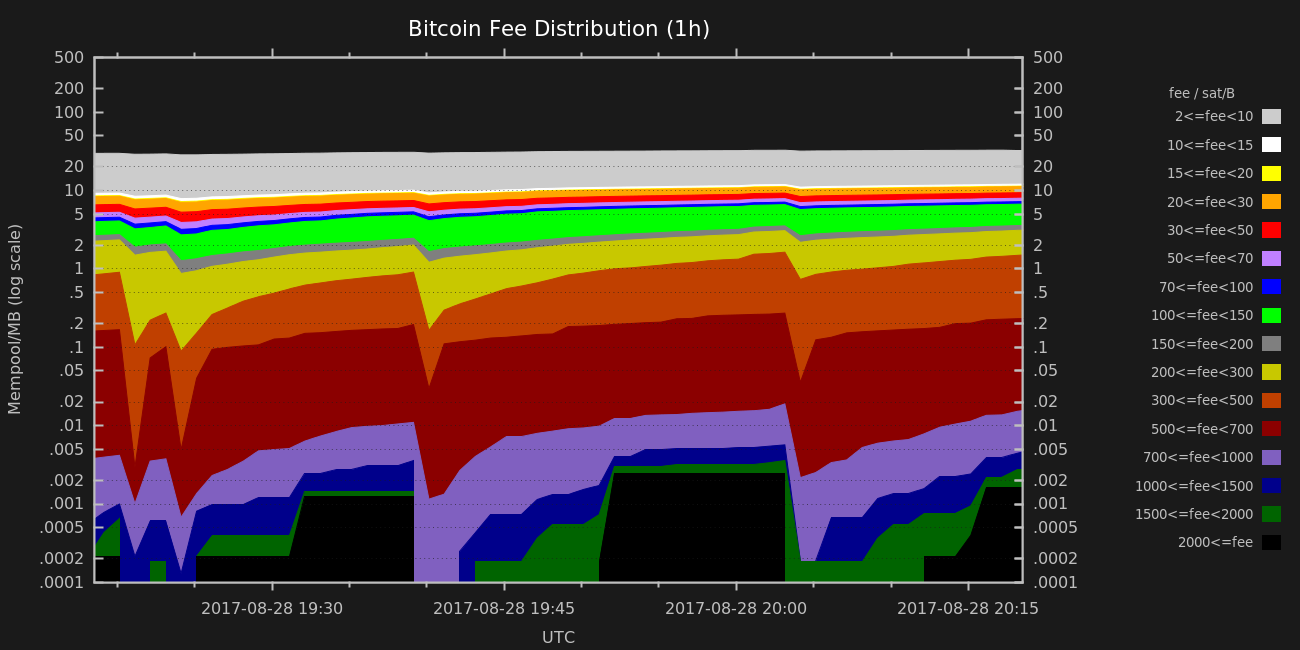 Bitcoin Fee Distribution (1h)
500
200
100
50
20
10
5
2
1
.5
.2
.1
.05
.02
.01
.005
.002
.001
.0005
.0002
.0001
Mempool/MB (log scale)
500
200
100
50
20
10
5
2
1
.5
.2
.1
.05
.02
.01
.005
.002
.001
.0005
.0002
.0001
2017-08-28 19:30
2017-08-28 19:45
2017-08-28 20:00
2017-08-28 20:15
UTC
fee / sat/B
2<=fee<10
10<=fee<15
15<=fee<20
20<=fee<30
30<=fee<50
50<=fee<70
70<=fee<100
100<=fee<150
150<=fee<200
200<=fee<300
300<=fee<500
500<=fee<700
700<=fee<1000
1000<=fee<1500
1500<=fee<2000
2000<=fee